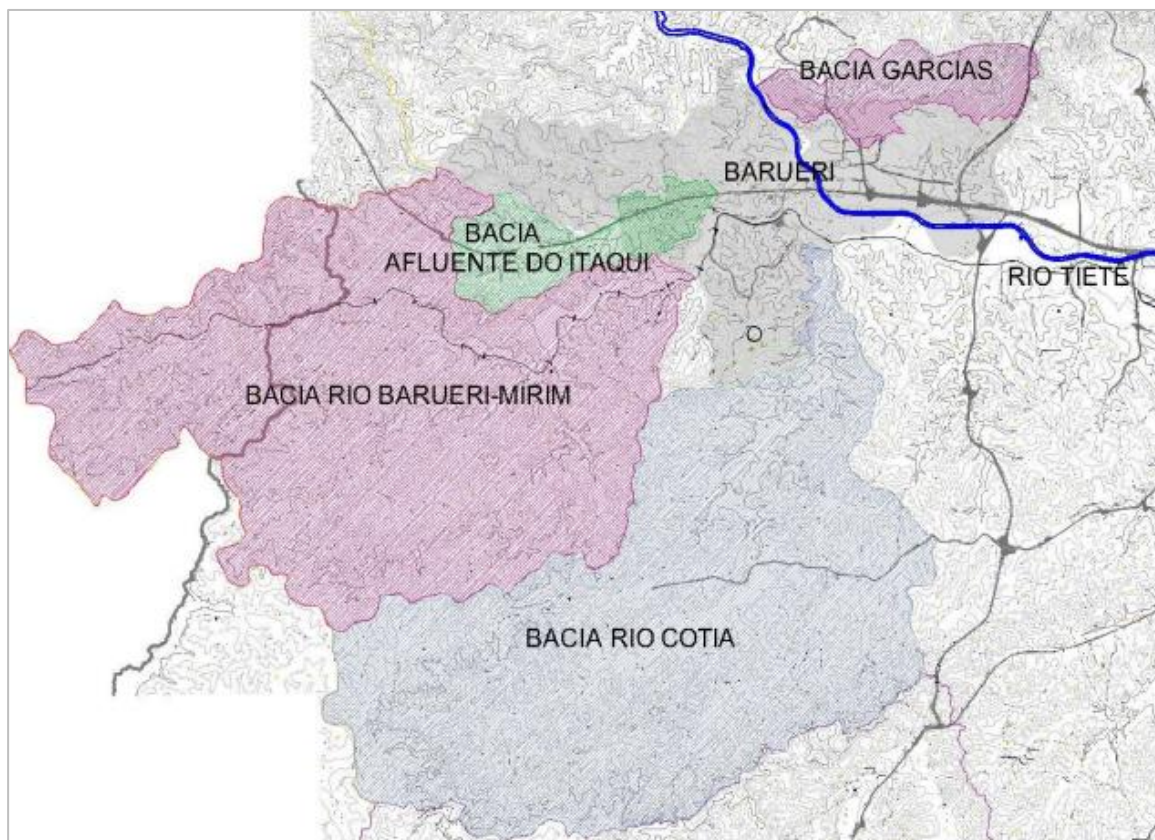 BACIA GARCIAS
BARUERI
BACIA
AFLUENTE DO ITAQUI
RIO TIETE
BACIA RIO BARUERI-MIRIM
BACIA RIO COTIA